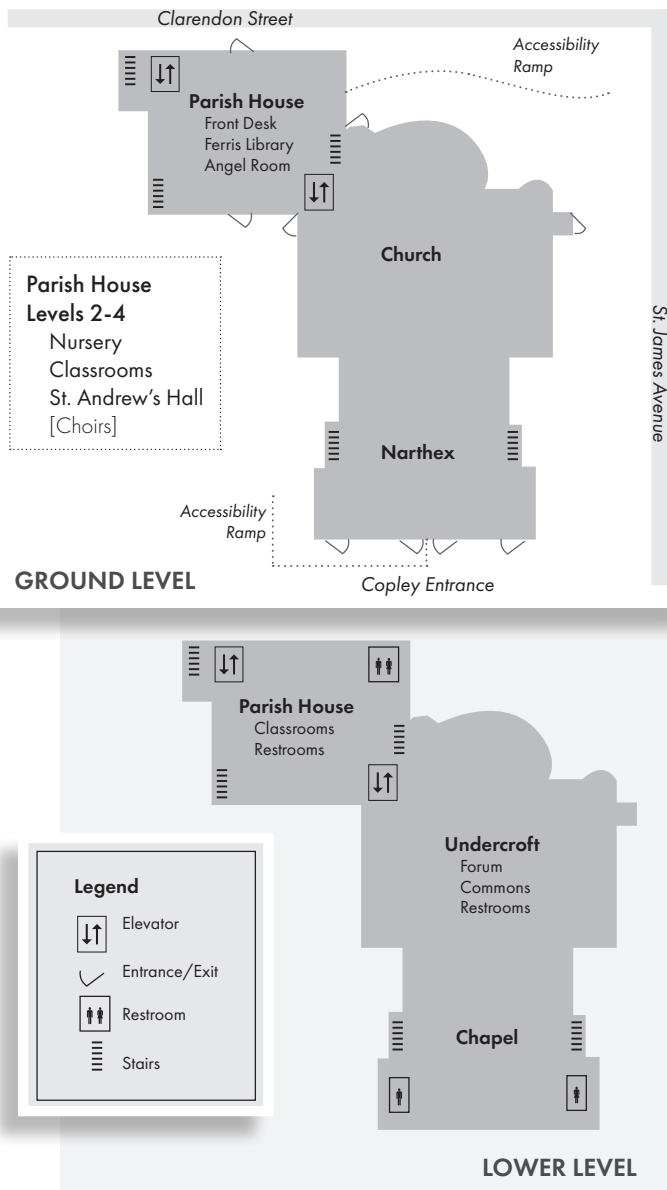 Clarendon Street
Accessibility
Ramp
Parish House
Front Desk
Ferris Library
Angel Room
Church
Parish House
Levels 2-4
Nursery
Classrooms
St. Andrew's Hall
[Choirs]
St. James Avenue
Narthex
Accessibility
Ramp
GROUND LEVEL
Copley Entrance
Parish House
Classrooms
Restrooms
Undercroft
Forum
Commons
Restrooms
Legend
Elevator
Entrance/Exit
Restroom
Stairs
Chapel
LOWER LEVEL